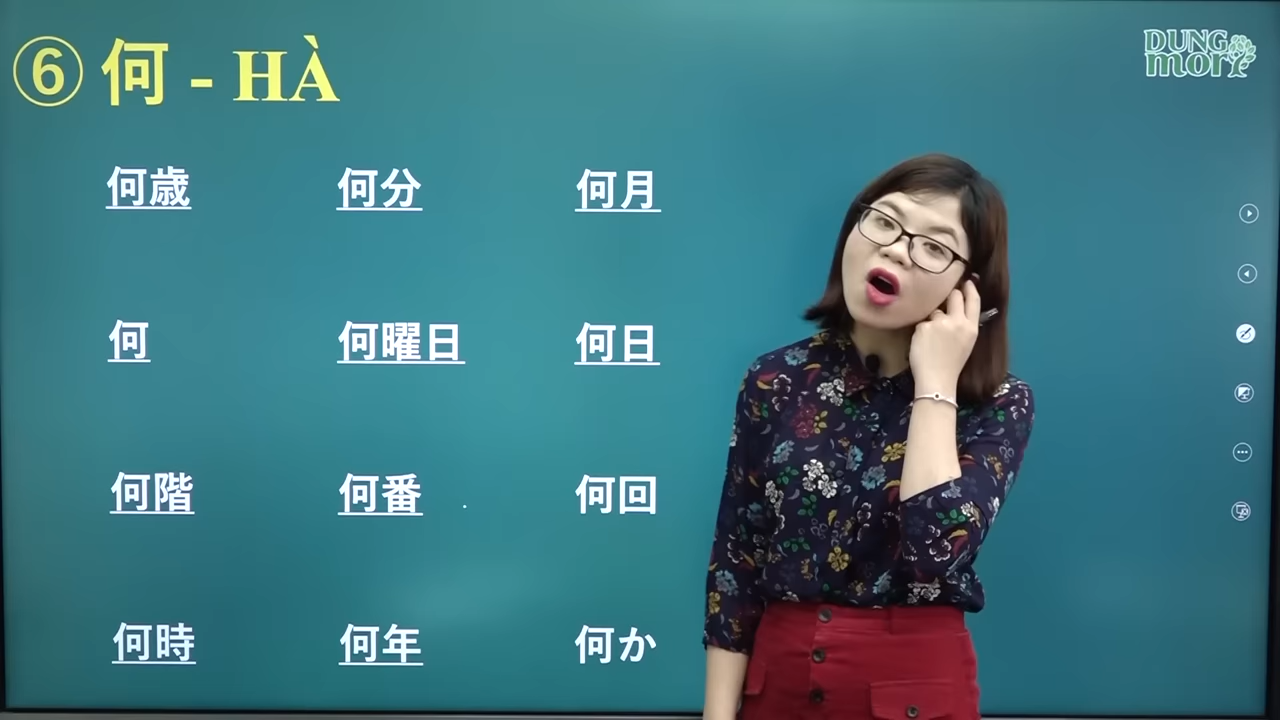 ⑥ 何 - HÀ
DUNG
mori
何歳 何分 何月
何 何曜日 何日
何階 何番 何回
何時 何年 何か